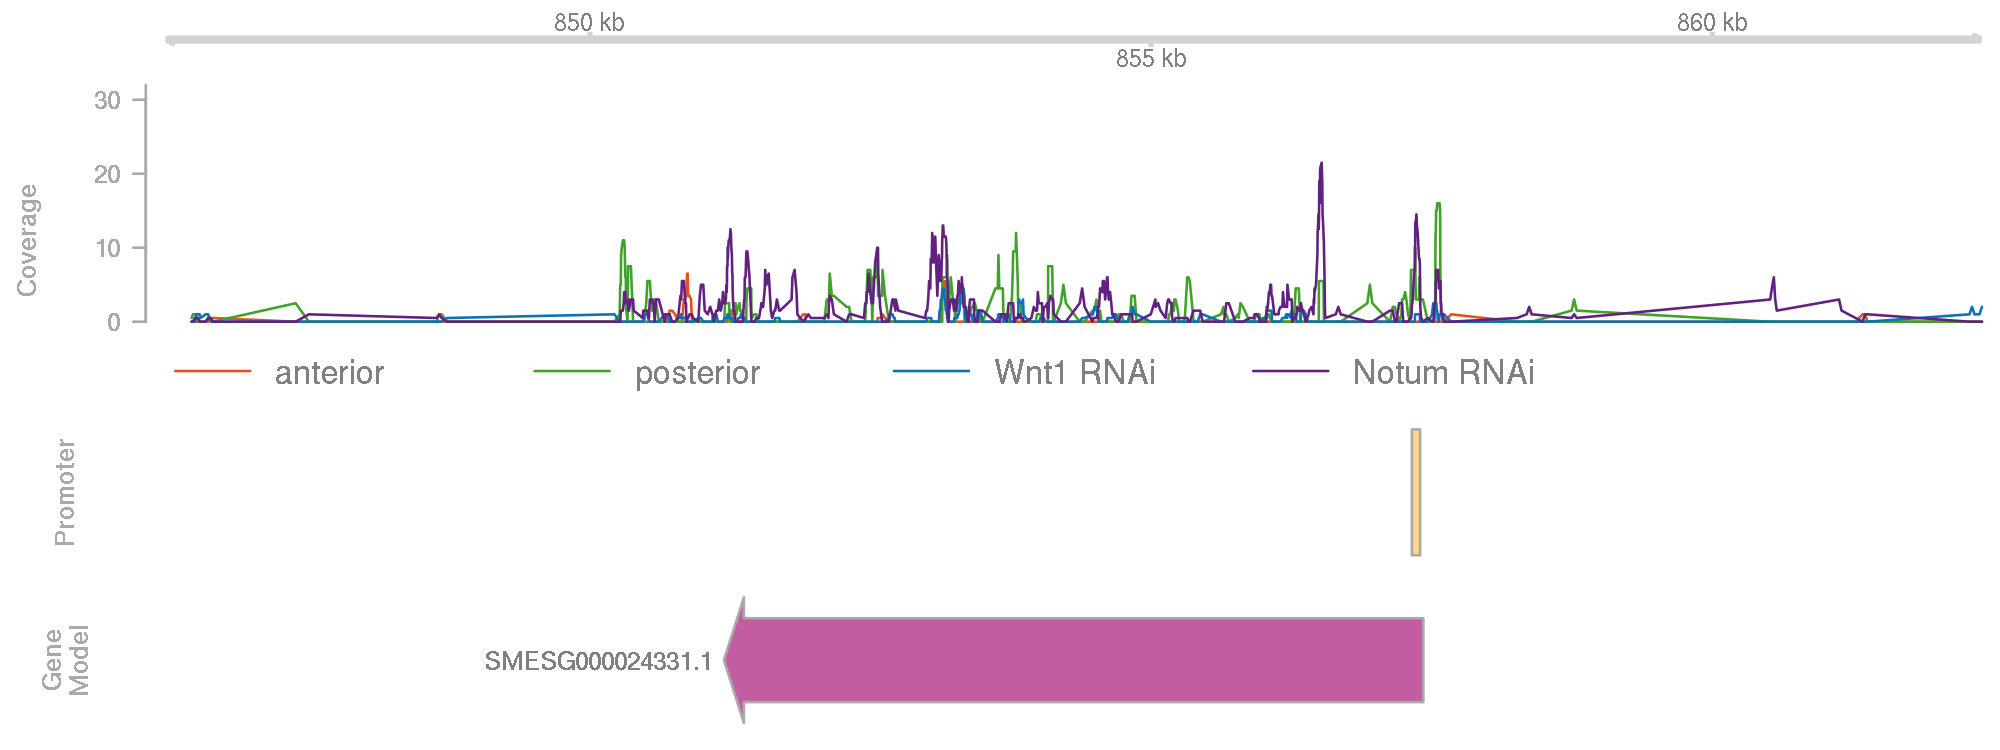 850 kb
860 kb
855 kb
30
20
10
0
Coverage
anterior
posterior
Wnt1 RNAi
Notum RNAi
Promoter
Gene
Model
SMESG000024331.1